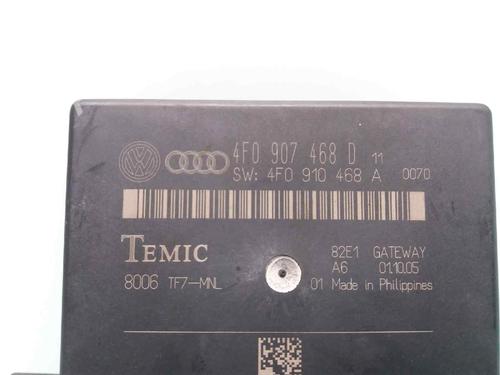 4F0 907 468 D 11
SW: 4F0 910 468 A 0070
TEMIC 82E1 GATEWAY
A6 01.10.05
8006 TF7-MNL 01 Made in Philippines